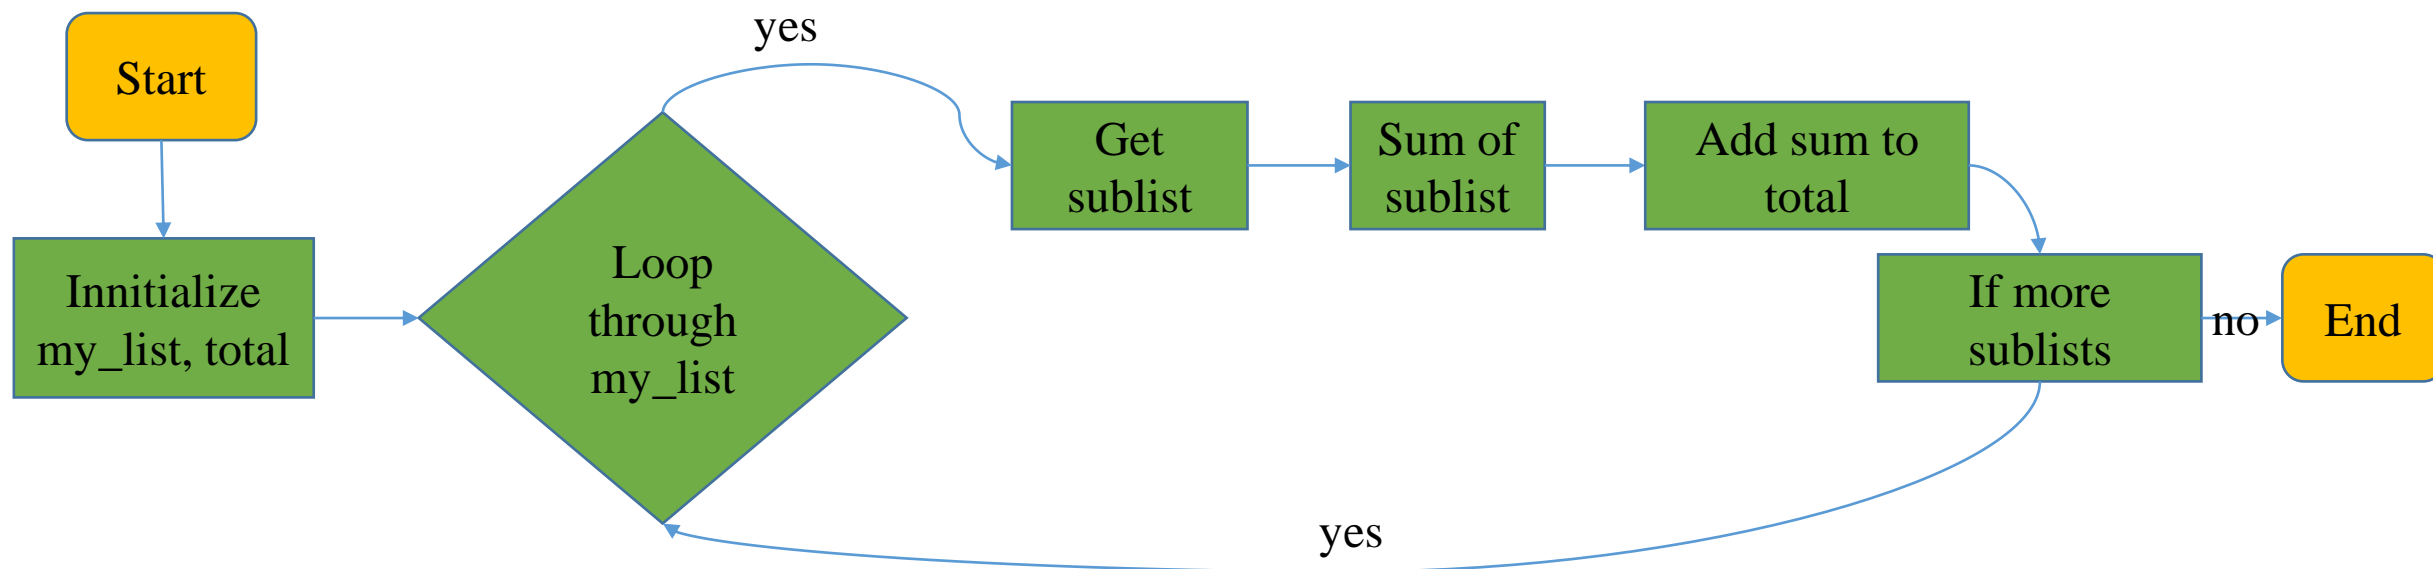 Start
Innitialize
my_list, total
Loop
through
my_list
yes
Get
sublist
Sum of
sublist
Add sum to
total
If more
sublists
no
End
yes